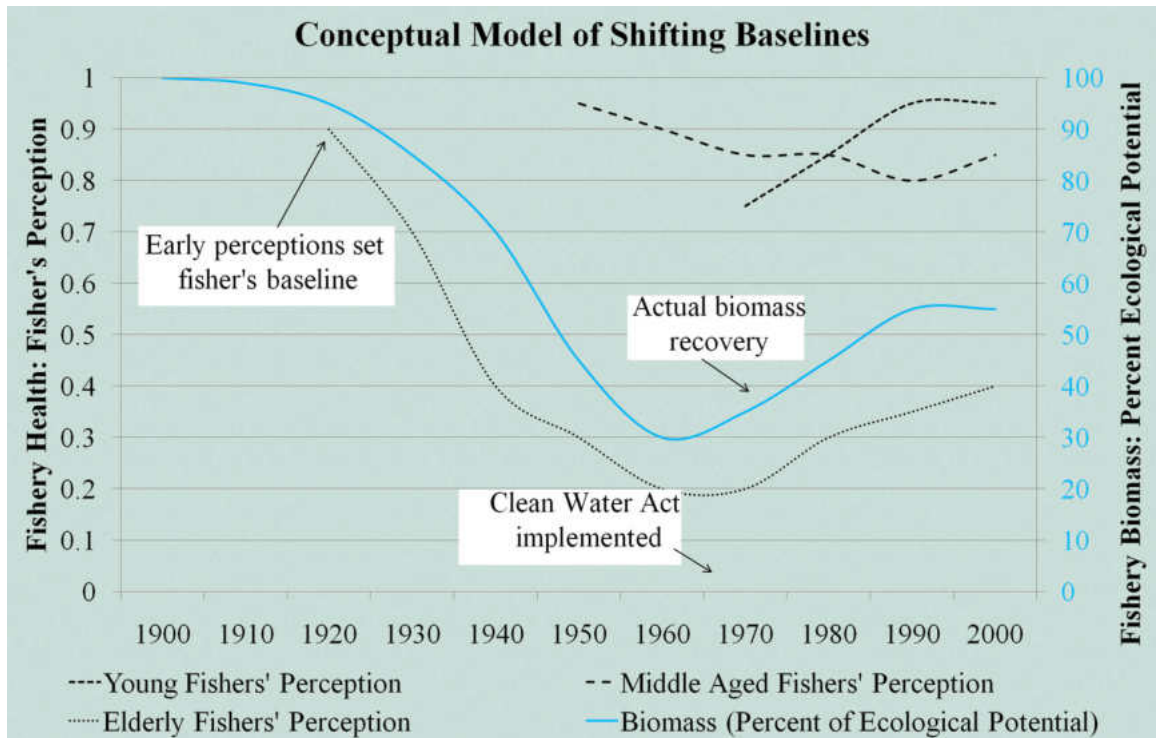 Conceptual Model of Shifting Baselines
Fishery Health: Fisher's Perception
1
0.9
0.8
0.7
0.6
0.5
0.4
0.3
0.2
0.1
0
Early perceptions set
fisher's baseline
Actual biomass
recovery
Clean Water Act
implemented
100
90
80
70
60
50
40
30
20
10
0
Fishery Biomass: Percent Ecological Potential
1900 1910 1920 1930 1940 1950 1960 1970 1980 1990 2000
Young Fishers' Perception
Middle Aged Fishers' Perception
Elderly Fishers' Perception
Biomass (Percent of Ecological Potential)